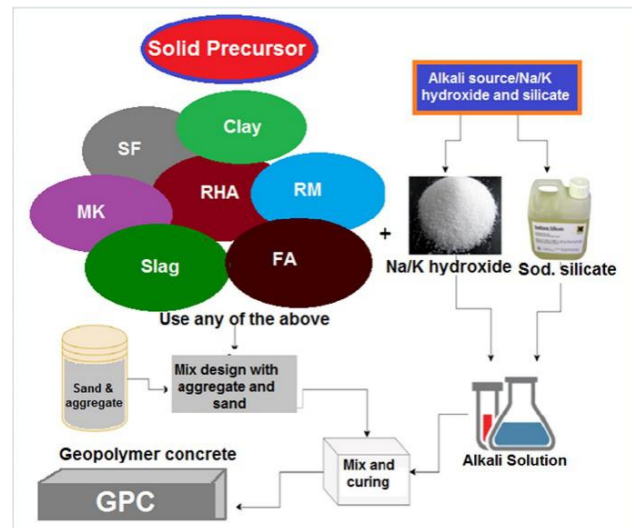 Solid Precursor
Alkali source/Na/K
hydroxide and silicate
Clay
SF
RHA
RM
MK
Slag
FA
+
Na/K hydroxide
Sod. silicate
Use any of the above
Sand &
aggregate
Mix design with
aggregate and
sand
Alkali Solution
Mix and
curing
Geopolymer concrete
GPC